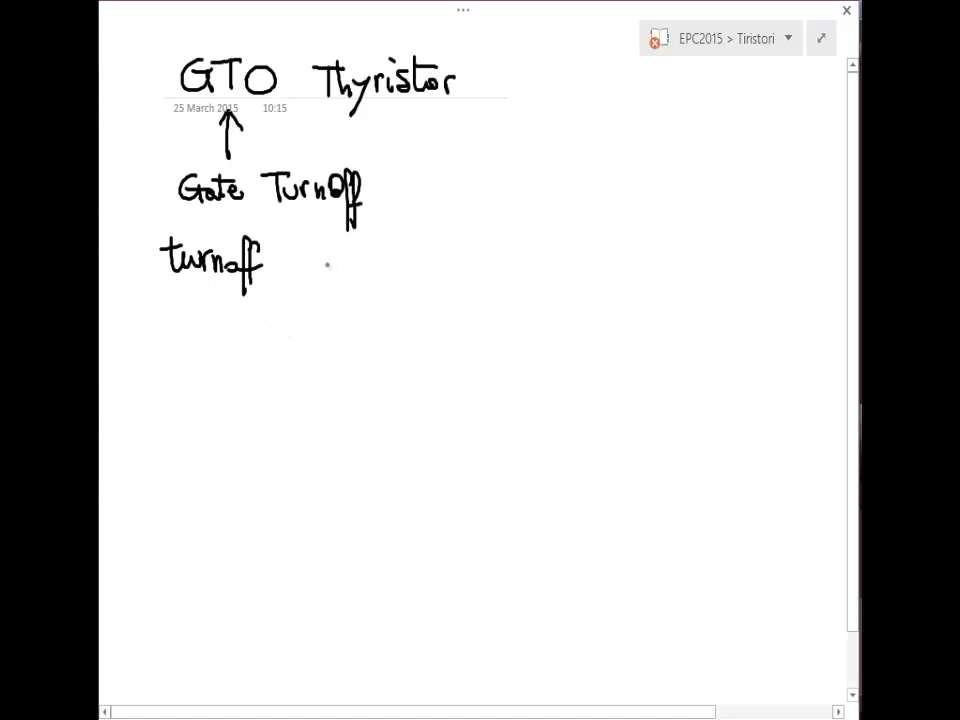 EPC2015 > Tiristori
GTO Thyristor
25 March 2015 10:15
Gate TurnOff
turnoff